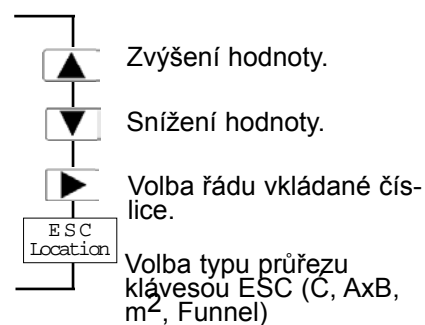 Zvýšení hodnoty.
Snížení hodnoty.
Volba řádu vkládané čís-
lice.
ESC
Location
Volba typu průřezu
klávesou ESC (Č, AxB,
m2, Funnel)